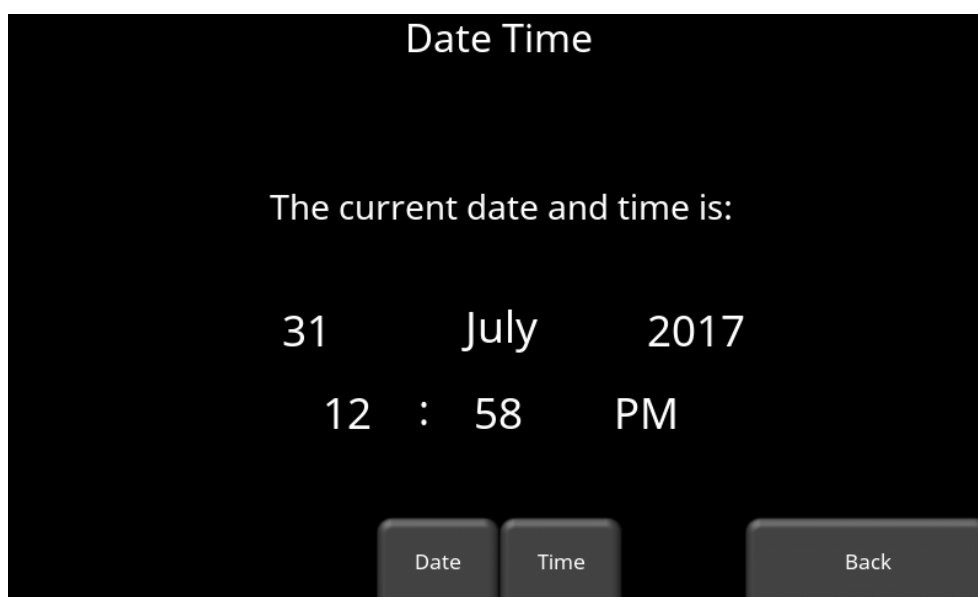 Date Time
The current date and time is:
31 July 2017
12 : 58 PM
Date Time Back